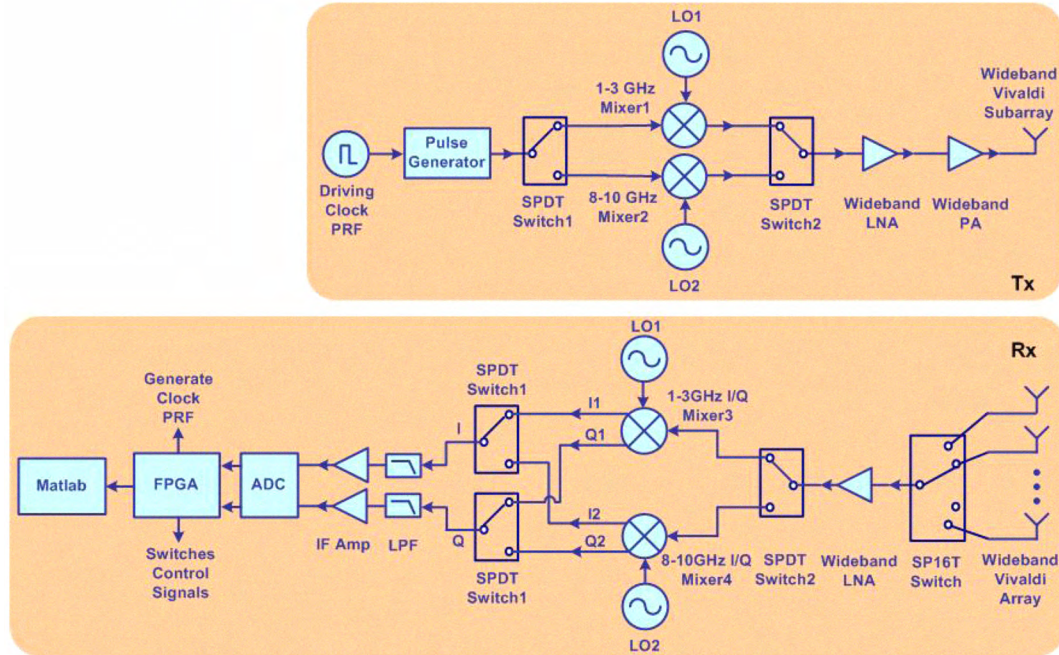 LO1
1-3 GHz
Mixer1
Wideband
Vivaldi
Subarray
Pulse
Generator
Driving
Clock
PRF
SPDT
Switch1
8-10 GHz
Mixer2
SPDT
Switch2
Wideband
LNA
Wideband
PA
LO2
Tx
LO1
Rx
Generate
Clock
PRF
SPDT
Switch1
I1
1-3GHz I/Q
Mixer3
I
Q1
Matlab
FPGA
ADC
I2
Q
Q2
IF Amp
LPF
Switches
Control
Signals
SPDT
Switch1
8-10GHz I/Q
Mixer4
SPDT
Switch2
Wideband
LNA
SP16T
Switch
Wideband
Vivaldi
Array
LO2